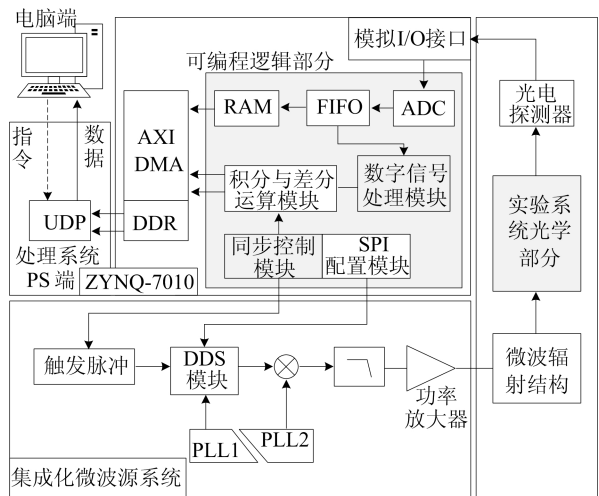 电脑端
模拟I/O接口
可编程逻辑部分
光电
探测器
RAM
FIFO
ADC
指令
数据
AXI
DMA
积分与差分
运算模块
数字信号
处理模块
实验系
统光学
部分
UDP
DDR
处理系统
PS 端
ZYNQ-7010
同步控制
模块
SPI
配置模块
触发脉冲
DDS
模块
功率
放大器
微波辐
射结构
PLL1
PLL2
集成化微波源系统